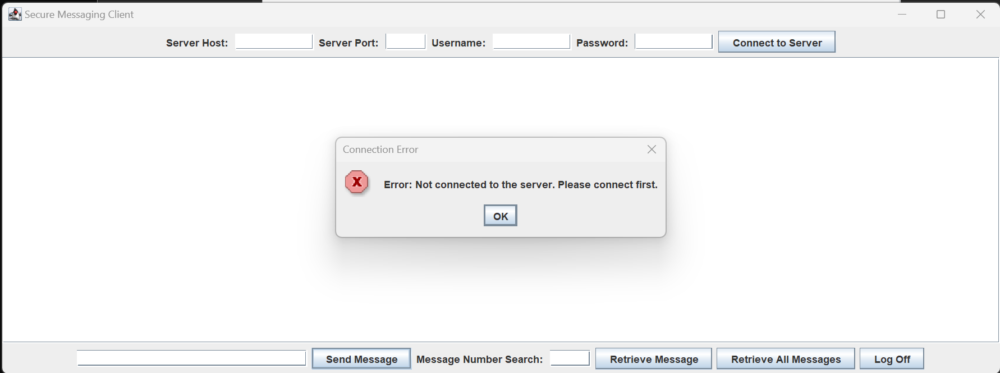 Secure Messaging Client
Server Host: Server Port: Username: Password: Connect to Server
Connection Error
X
Error: Not connected to the server. Please connect first.
OK
Send Message Message Number Search: Retrieve Message Retrieve All Messages Log Off